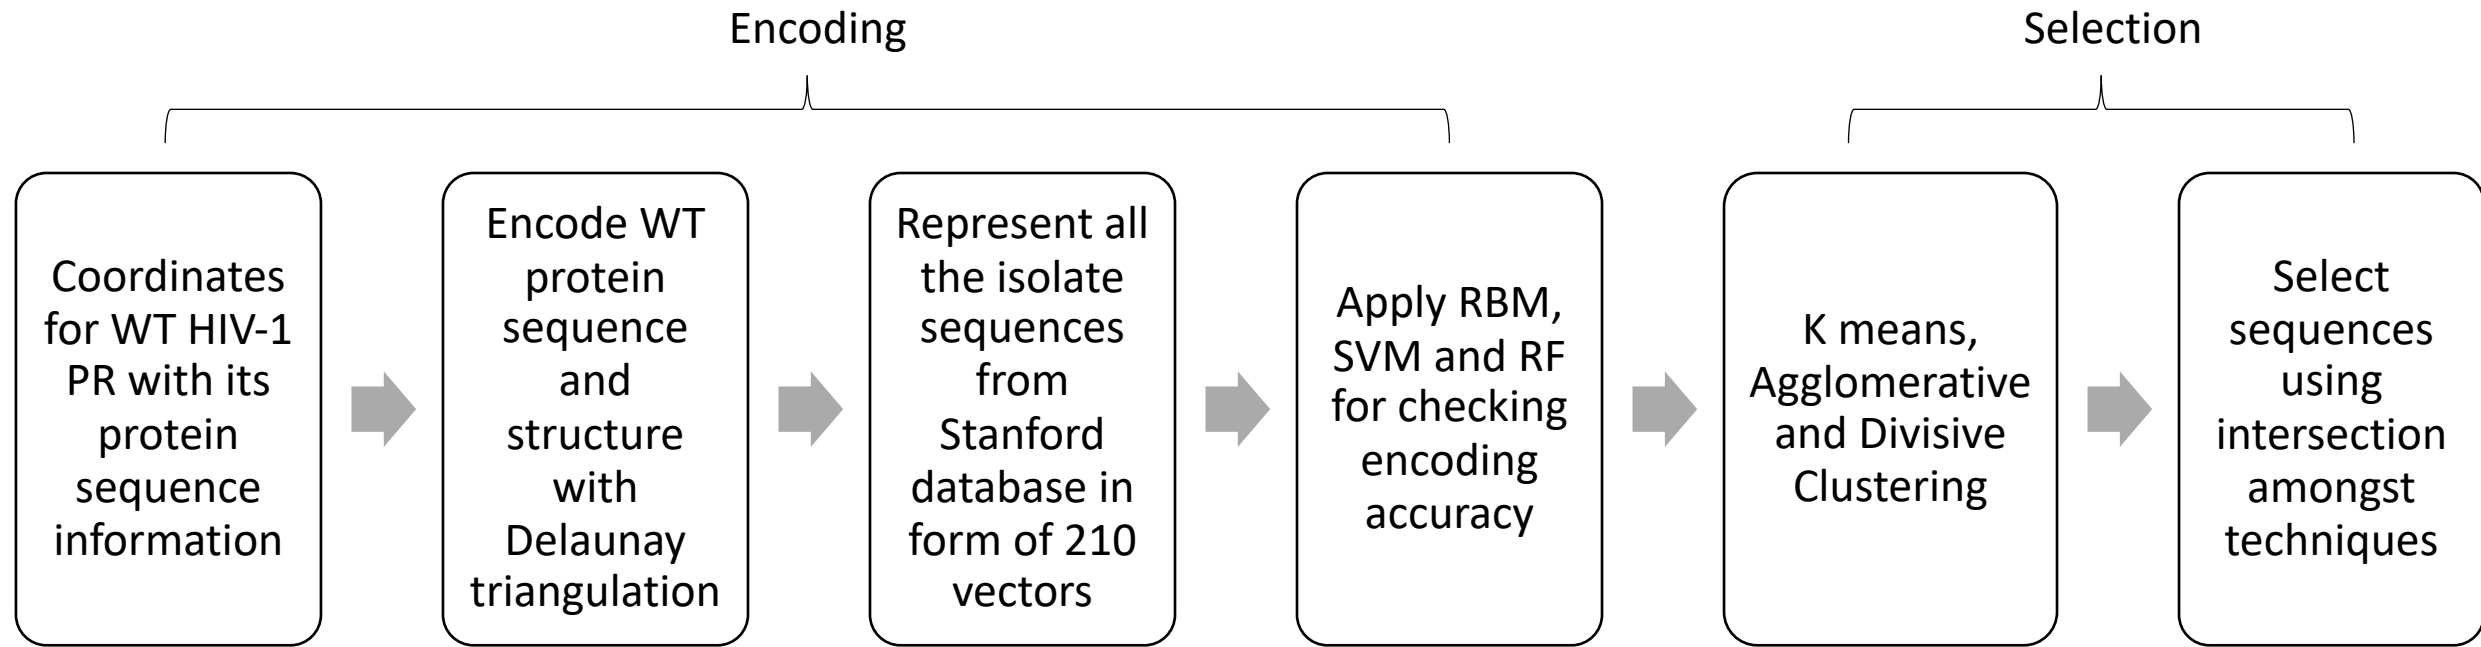 Encoding
Selection
Coordinates
for WT HIV-1
PR with its
protein
sequence
information
Encode WT
protein
sequence
and
structure
with
Delaunay
triangulation
Represent all
the isolate
sequences
from
Stanford
database in
form of 210
vectors
Apply RBM,
SVM and RF
for checking
encoding
accuracy
K means,
Agglomerative
and Divisive
Clustering
Select
sequences
using
intersection
amongst
techniques